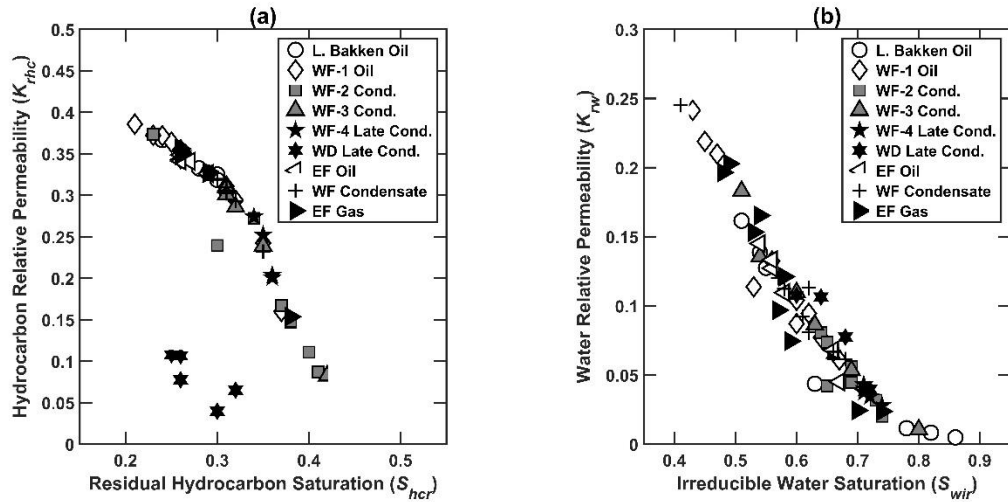 (a)
Hydrocarbon Relative Permeability (Krhc)
0.5
0.45
0.4
0.35
0.3
0.25
0.2
0.15
0.1
0.05
0
L. Bakken Oil
WF-1 Oil
WF-2 Cond.
WF-3 Cond.
WF-4 Late Cond.
WD Late Cond.
EF Oil
WF Condensate
EF Gas
0.2 0.3 0.4 0.5
Residual Hydrocarbon Saturation (Shcr)
(b)
Water Relative Permeability (Krw)
0.3
0.25
0.2
0.15
0.1
0.05
0
L. Bakken Oil
WF-1 Oil
WF-2 Cond.
WF-3 Cond.
WF-4 Late Cond.
WD Late Cond.
EF Oil
WF Condensate
EF Gas
0.4 0.5 0.6 0.7 0.8 0.9
Irreducible Water Saturation (Swir)